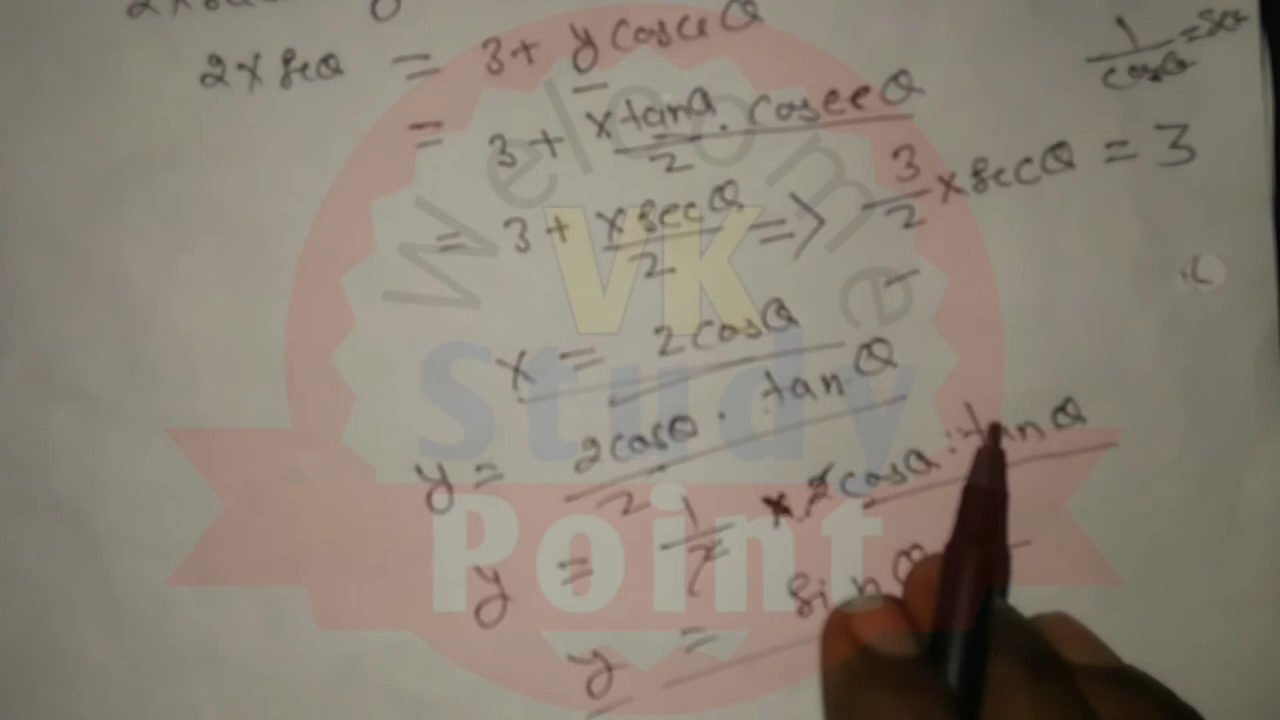 2x secθ = 3 + y cosecθ
1/cosθ = secθ
= 3 + x tanθ/2 . cosecθ
= 3 + x secθ/2 => 3/2 x secθ = 3
x = 2cosθ
y = 2cosθ . tanθ/2
y = 1/2 x 2cosθ . tanθ
y = sinθ
Welcome
VK
Study
Point